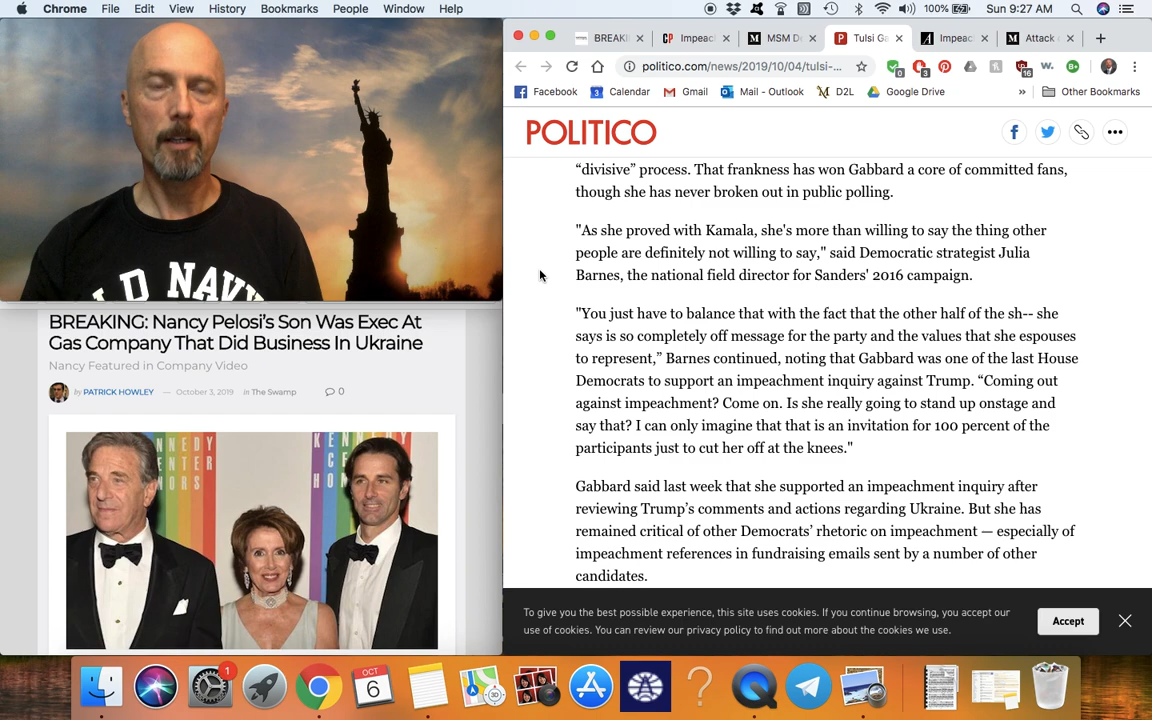 Chrome File Edit View History Bookmarks People Window Help 100% Sun 9:27 AM
BREAKI
Impeac
MSM D
Tulsi Ga
Impeac
Attack
politico.com/news/2019/10/04/tulsi-...
0 3 16 W. B+
Facebook Calendar Gmail Mail - Outlook D2L Google Drive » Other Bookmarks
POLITICO
“divisive” process. That frankness has won Gabbard a core of committed fans,
though she has never broken out in public polling.
"As she proved with Kamala, she's more than willing to say the thing other
people are definitely not willing to say," said Democratic strategist Julia
Barnes, the national field director for Sanders' 2016 campaign.
"You just have to balance that with the fact that the other half of the sh-- she
says is so completely off message for the party and the values that she espouses
to represent,” Barnes continued, noting that Gabbard was one of the last House
Democrats to support an impeachment inquiry against Trump. “Coming out
against impeachment? Come on. Is she really going to stand up onstage and
say that? I can only imagine that that is an invitation for 100 percent of the
participants just to cut her off at the knees."
Gabbard said last week that she supported an impeachment inquiry after
reviewing Trump’s comments and actions regarding Ukraine. But she has
remained critical of other Democrats’ rhetoric on impeachment — especially of
impeachment references in fundraising emails sent by a number of other
candidates.
To give you the best possible experience, this site uses cookies. If you continue browsing, you accept our
use of cookies. You can review our privacy policy to find out more about the cookies we use.
Accept
LD NAVY
BREAKING: Nancy Pelosi’s Son Was Exec At
Gas Company That Did Business In Ukraine
Nancy Featured in Company Video
by PATRICK HOWLEY — October 3, 2019 in The Swamp 0
1
OCT
6
3D